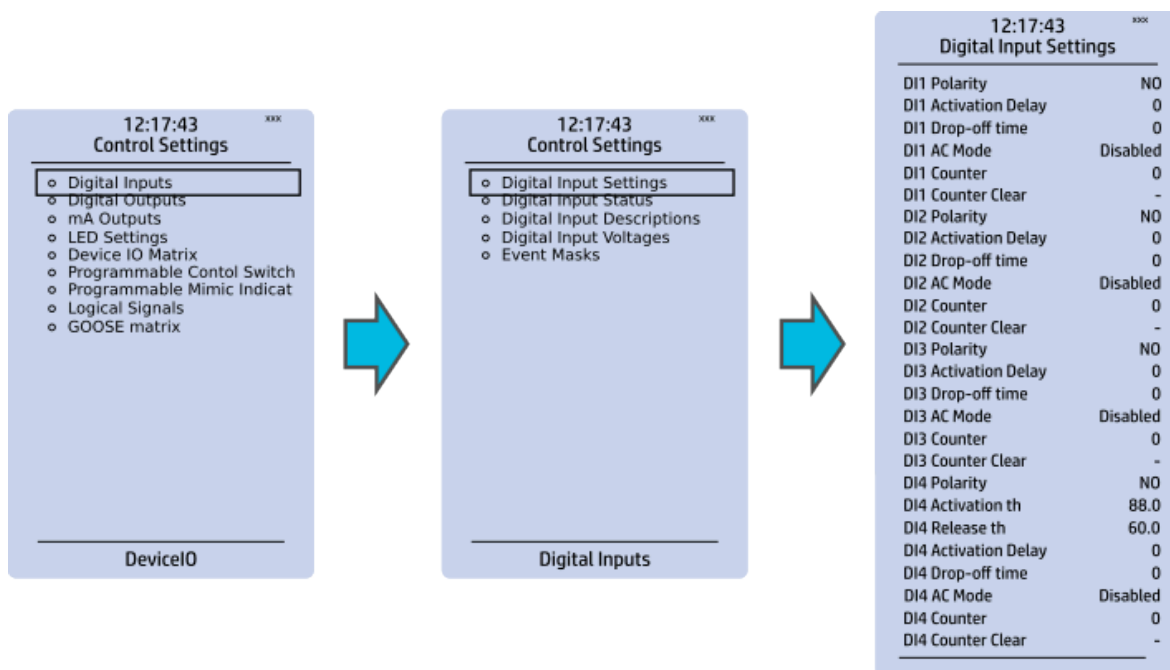 12:17:43 xxx
Control Settings
Digital Inputs
Digital Outputs
mA Outputs
LED Settings
Device IO Matrix
Programmable Contol Switch
Programmable Mimic Indicat
Logical Signals
GOOSE matrix
DeviceIO
12:17:43 xxx
Control Settings
Digital Input Settings
Digital Input Status
Digital Input Descriptions
Digital Input Voltages
Event Masks
Digital Inputs
12:17:43 xxx
Digital Input Settings
DI1 Polarity NO
DI1 Activation Delay 0
DI1 Drop-off time 0
DI1 AC Mode Disabled
DI1 Counter 0
DI1 Counter Clear -
DI2 Polarity NO
DI2 Activation Delay 0
DI2 Drop-off time 0
DI2 AC Mode Disabled
DI2 Counter 0
DI2 Counter Clear -
DI3 Polarity NO
DI3 Activation Delay 0
DI3 Drop-off time 0
DI3 AC Mode Disabled
DI3 Counter 0
DI3 Counter Clear -
DI4 Polarity NO
DI4 Activation th 88.0
DI4 Release th 60.0
DI4 Activation Delay 0
DI4 Drop-off time 0
DI4 AC Mode Disabled
DI4 Counter 0
DI4 Counter Clear -